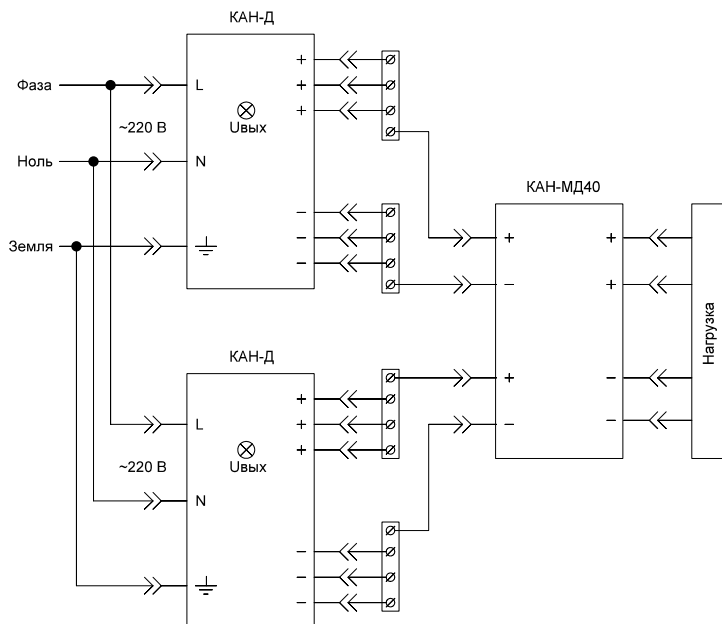 КАН-Д
Фаза
L
+
+
+
~220 В
Uвых
Ноль
N
КАН-МД40
−
−
−
Земля
+
+
−
+
Нагрузка
КАН-Д
+
−
+
+
+
−
−
L
~220 В
Uвых
N
−
−
−